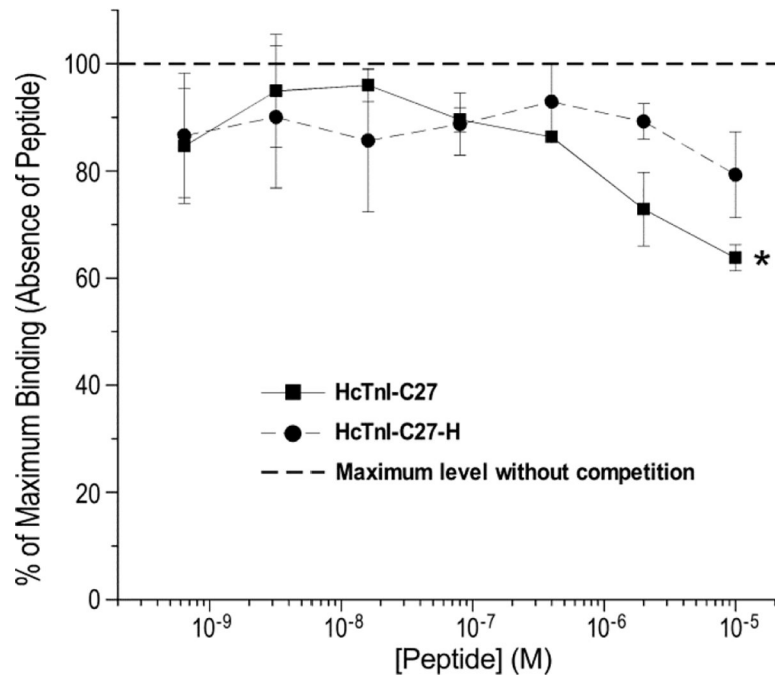 % of Maximum Binding (Absence of Peptide)
100
80
60
40
20
0
*
HcTnI-C27
HcTnI-C27-H
Maximum level without competition
10-9
10-8
10-7
10-6
10-5
[Peptide] (M)